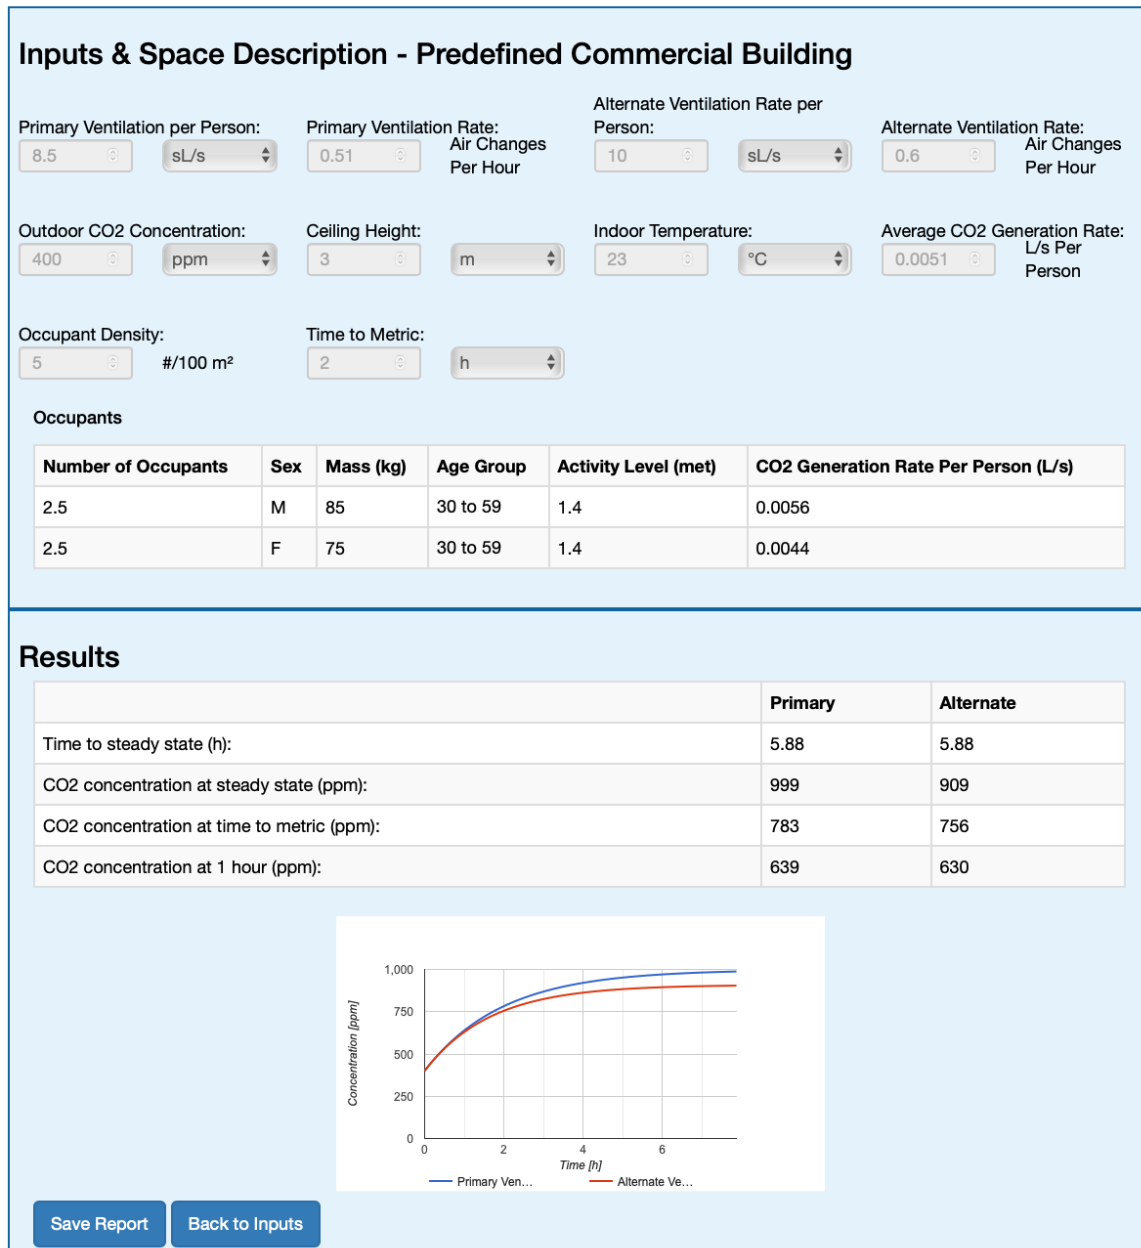 Inputs & Space Description - Predefined Commercial Building
Primary Ventilation per Person:
8.5 sL/s
Primary Ventilation Rate:
0.51 Air Changes
Per Hour
Alternate Ventilation Rate per
Person:
10 sL/s
Alternate Ventilation Rate:
0.6 Air Changes
Per Hour
Outdoor CO2 Concentration:
400 ppm
Ceiling Height:
3 m
Indoor Temperature:
23 °C
Average CO2 Generation Rate:
0.0051 L/s Per
Person
Occupant Density:
5 #/100 m²
Time to Metric:
2 h
Occupants
Number of Occupants Sex Mass (kg) Age Group Activity Level (met) CO2 Generation Rate Per Person (L/s)
2.5 M 85 30 to 59 1.4 0.0056
2.5 F 75 30 to 59 1.4 0.0044
Results
Primary Alternate
Time to steady state (h): 5.88 5.88
CO2 concentration at steady state (ppm): 999 909
CO2 concentration at time to metric (ppm): 783 756
CO2 concentration at 1 hour (ppm): 639 630
Concentration [ppm]
1,000
750
500
250
0
0 2 4 6
Time [h]
Primary Ven... Alternate Ve...
Save Report Back to Inputs